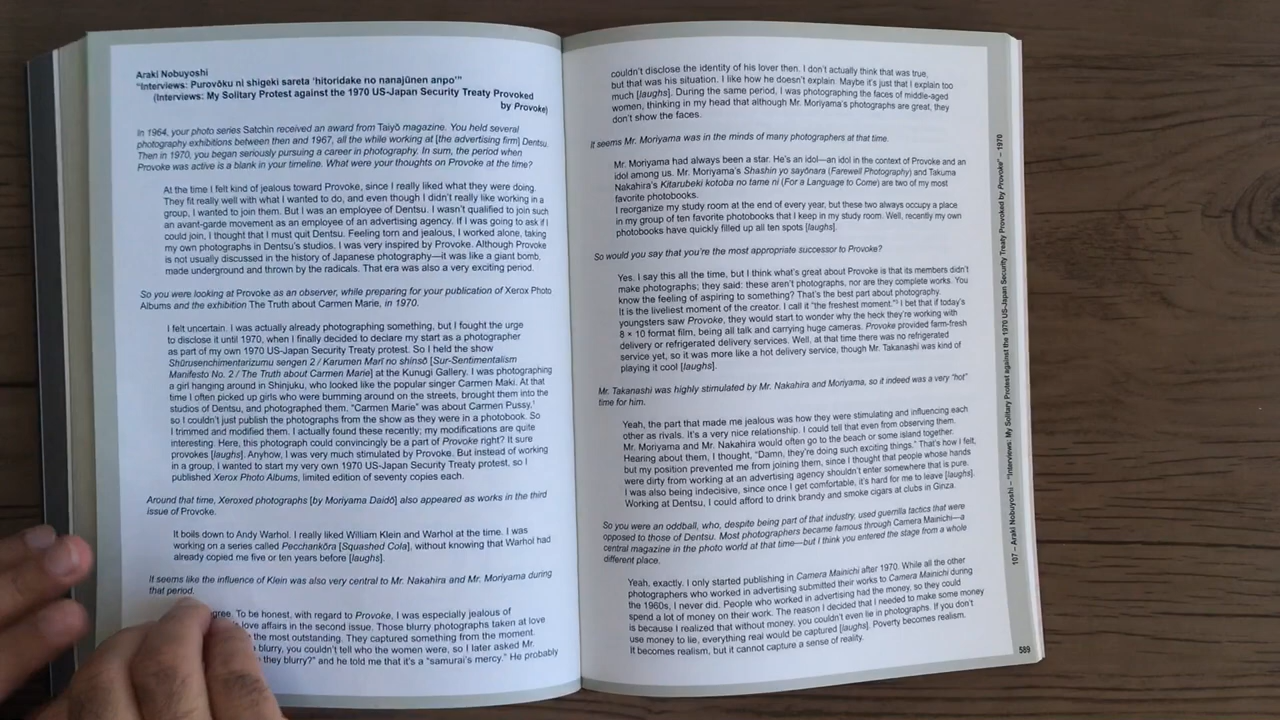 Araki Nobuyoshi
"Interviews: Purovōku ni shigeki sareta 'hitoridake no nanajūnen anpo'"
(Interviews: My Solitary Protest against the 1970 US-Japan Security Treaty Provoked
by Provoke)
In 1964, your photo series Satchin received an award from Taiyō magazine. You held several
photography exhibitions between then and 1967, all the while working at [the advertising firm] Dentsu.
Then in 1970, you began seriously pursuing a career in photography. In sum, the period when
Provoke was active is a blank in your timeline. What were your thoughts on Provoke at the time?
At the time I felt kind of jealous toward Provoke, since I really liked what they were doing.
They fit really well with what I wanted to do, and even though I didn't really like working in a
group, I wanted to join them. But I was an employee of Dentsu. I wasn't qualified to join such
an avant-garde movement as an employee of an advertising agency. If I was going to ask if I
could join, I thought that I must quit Dentsu. Feeling torn and jealous, I worked alone, taking
my own photographs in Dentsu's studios. I was very inspired by Provoke. Although Provoke
is not usually discussed in the history of Japanese photography—it was like a giant bomb,
made underground and thrown by the radicals. That era was also a very exciting period.
So you were looking at Provoke as an observer, while preparing for your publication of Xerox Photo
Albums and the exhibition The Truth about Carmen Marie, in 1970.
I felt uncertain. I was actually already photographing something, but I fought the urge
to disclose it until 1970, when I finally decided to declare my start as a photographer
as part of my own 1970 US-Japan Security Treaty protest. So I held the show
Shūrusenchimentarizumu sengen 2 / Karumen Marī no shinsō [Sur-Sentimentalism
Manifesto No. 2 / The Truth about Carmen Marie] at the Kunugi Gallery. I was photographing
a girl hanging around in Shinjuku, who looked like the popular singer Carmen Maki. At that
time I often picked up girls who were bumming around on the streets, brought them into the
studios of Dentsu, and photographed them. "Carmen Marie" was about Carmen Pussy,¹
so I couldn't just publish the photographs from the show as they were in a photobook. So
I trimmed and modified them. I actually found these recently; my modifications are quite
interesting. Here, this photograph could convincingly be a part of Provoke right? It sure
provokes [laughs]. Anyhow, I was very much stimulated by Provoke. But instead of working
in a group, I wanted to start my very own 1970 US-Japan Security Treaty protest, so I
published Xerox Photo Albums, limited edition of seventy copies each.
Around that time, Xeroxed photographs [by Moriyama Daidō] also appeared as works in the third
issue of Provoke.
It boils down to Andy Warhol. I really liked William Klein and Warhol at the time. I was
working on a series called Pecchankōra [Squashed Cola], without knowing that Warhol had
already copied me five or ten years before [laughs].
It seems like the influence of Klein was also very central to Mr. Nakahira and Mr. Moriyama during
that period.
To be honest, with regard to Provoke, I was especially jealous of
love affairs in the second issue. Those blurry photographs taken at love
the most outstanding. They captured something from the moment.
blurry, you couldn't tell who the women were, so I later asked Mr.
they blurry?" and he told me that it's a "samurai's mercy." He probably
couldn't disclose the identity of his lover then. I don't actually think that was true,
but that was his situation. I like how he doesn't explain. Maybe it's just that I explain too
much [laughs]. During the same period, I was photographing the faces of middle-aged
women, thinking in my head that although Mr. Moriyama's photographs are great, they
don't show the faces.
It seems Mr. Moriyama was in the minds of many photographers at that time.
Mr. Moriyama had always been a star. He's an idol—an idol in the context of Provoke and an
idol among us. Mr. Moriyama's Shashin yo sayōnara (Farewell Photography) and Takuma
Nakahira's Kitarubeki kotoba no tame ni (For a Language to Come) are two of my most
favorite photobooks.
I reorganize my study room at the end of every year, but these two always occupy a place
in my group of ten favorite photobooks that I keep in my study room. Well, recently my own
photobooks have quickly filled up all ten spots [laughs].
So would you say that you're the most appropriate successor to Provoke?
Yes. I say this all the time, but I think what's great about Provoke is that its members didn't
make photographs; they said: these aren't photographs, nor are they complete works. You
know the feeling of aspiring to something? That's the best part about photography.
It is the liveliest moment of the creator. I call it "the freshest moment." I bet that if today's
youngsters saw Provoke, they would start to wonder why the heck they're working with
8 × 10 format film, being all talk and carrying huge cameras. Provoke provided farm-fresh
delivery or refrigerated delivery services. Well, at that time there was no refrigerated
service yet, so it was more like a hot delivery service, though Mr. Takanashi was kind of
playing it cool [laughs].
Mr. Takanashi was highly stimulated by Mr. Nakahira and Moriyama, so it indeed was a very "hot"
time for him.
Yeah, the part that made me jealous was how they were stimulating and influencing each
other as rivals. It's a very nice relationship. I could tell that even from observing them.
Mr. Moriyama and Mr. Nakahira would often go to the beach or some island together.
Hearing about them, I thought, "Damn, they're doing such exciting things." That's how I felt,
but my position prevented me from joining them, since I thought that people whose hands
were dirty from working at an advertising agency shouldn't enter somewhere that is pure.
I was also being indecisive, since once I get comfortable, it's hard for me to leave [laughs].
Working at Dentsu, I could afford to drink brandy and smoke cigars at clubs in Ginza.
So you were an oddball, who, despite being part of that industry, used guerrilla tactics that were
opposed to those of Dentsu. Most photographers became famous through Camera Mainichi—a
central magazine in the photo world at that time—but I think you entered the stage from a whole
different place.
Yeah, exactly. I only started publishing in Camera Mainichi after 1970. While all the other
photographers who worked in advertising submitted their works to Camera Mainichi during
the 1960s, I never did. People who worked in advertising had the money, so they could
spend a lot of money on their work. The reason I decided that I needed to make some money
is because I realized that without money, you couldn't even lie in photographs. If you don't
use money to lie, everything real would be captured [laughs]. Poverty becomes realism.
It becomes realism, but it cannot capture a sense of reality.
107 – Araki Nobuyoshi – "Interviews: My Solitary Protest against the 1970 US-Japan Security Treaty Provoked by Provoke" – 1970
589